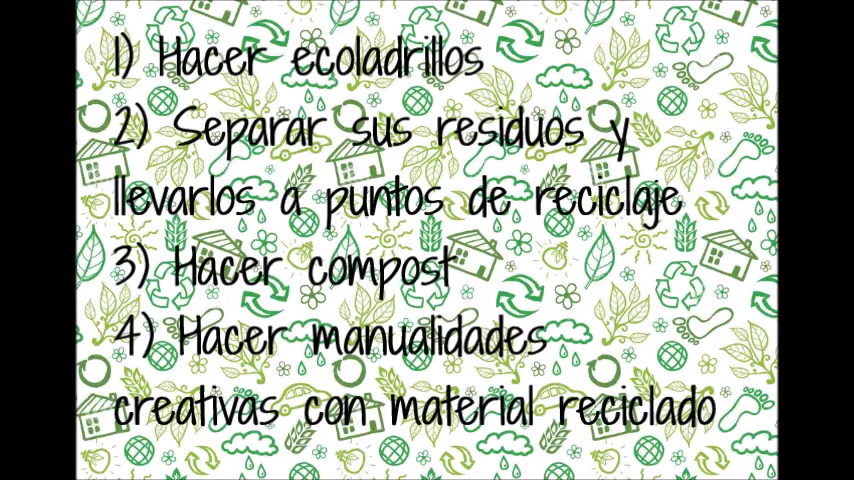 1) Hacer ecoladrillos
2) Separar sus residuos y
llevarlos a puntos de reciclaje
3) Hacer compost
4) Hacer manualidades
creativas con material reciclado